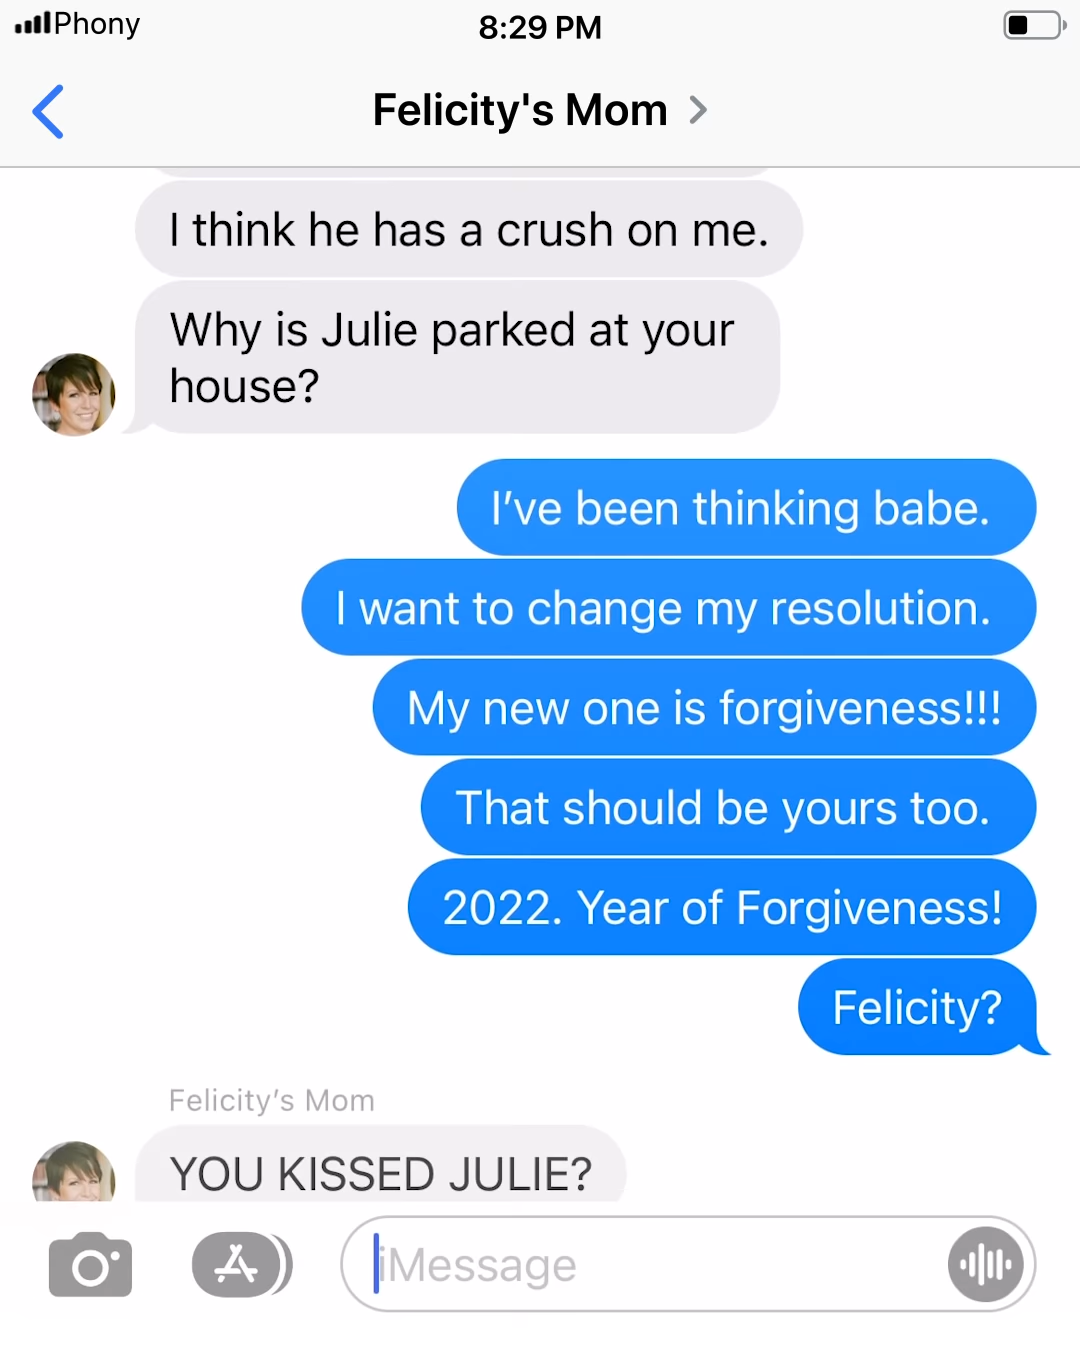 Phony
8:29 PM
Felicity's Mom
I think he has a crush on me.
Why is Julie parked at your
house?
I’ve been thinking babe.
I want to change my resolution.
My new one is forgiveness!!!
That should be yours too.
2022. Year of Forgiveness!
Felicity?
Felicity’s Mom
YOU KISSED JULIE?
iMessage